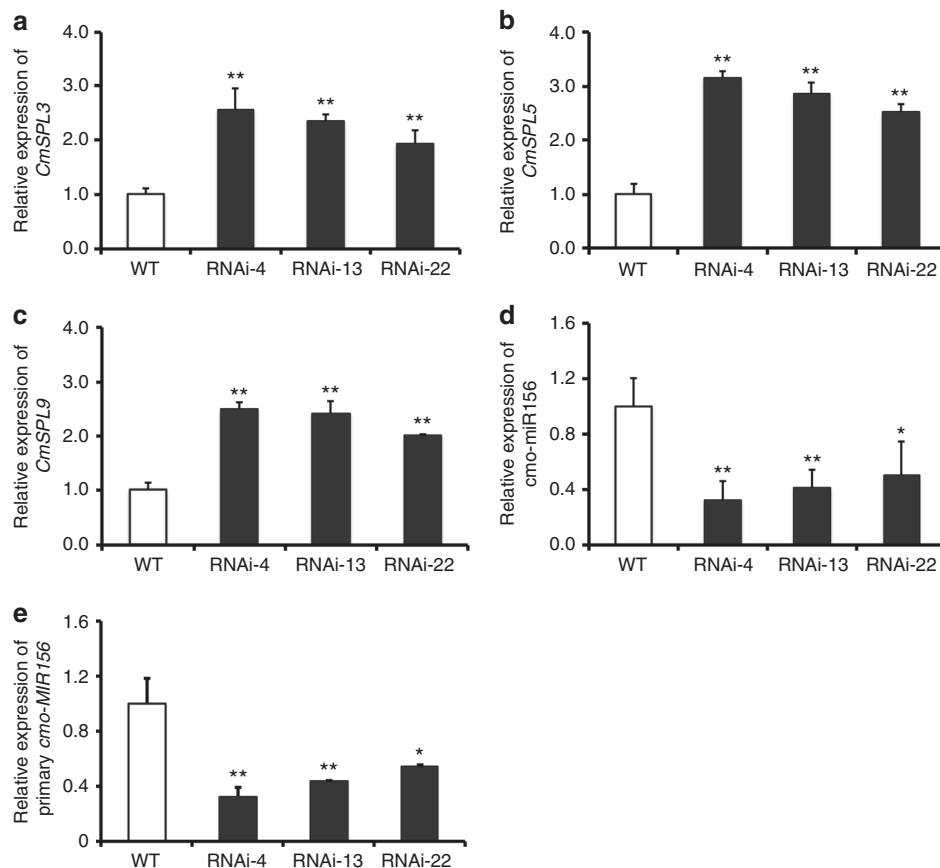 a
Relative expression of
CmSPL3
4.0
3.0
2.0
1.0
0.0
**
**
**
WT
RNAi-4
RNAi-13
RNAi-22
b
Relative expression of
CmSPL5
4.0
3.0
2.0
1.0
0.0
**
**
**
WT
RNAi-4
RNAi-13
RNAi-22
c
Relative expression of
CmSPL9
4.0
3.0
2.0
1.0
0.0
**
**
**
WT
RNAi-4
RNAi-13
RNAi-22
d
Relative expression of
cmo-miR156
1.6
1.2
0.8
0.4
0.0
**
**
*
WT
RNAi-4
RNAi-13
RNAi-22
e
Relative expression of
primary cmo-MIR156
1.6
1.2
0.8
0.4
0
**
**
*
WT
RNAi-4
RNAi-13
RNAi-22